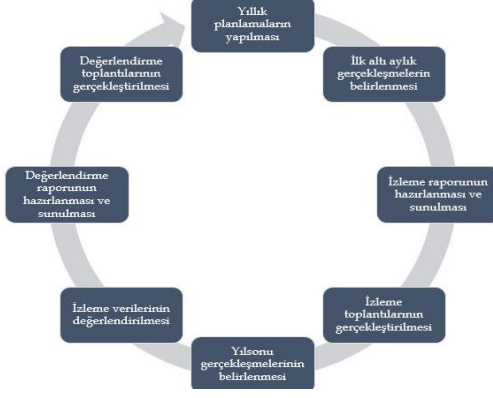 Yıllık
planlamaların
yapılması
İlk altı aylık
gerçekleşmelerin
belirlenmesi
İzleme raporunun
hazırlanması ve
sunulması
İzleme
toplantılarının
gerçekleştirilmesi
Yılsonu
gerçekleşmelerinin
belirlenmesi
İzleme verilerinin
değerlendirilmesi
Değerlendirme
raporunun
hazırlanması ve
sunulması
Değerlendirme
toplantılarının
gerçekleştirilmesi